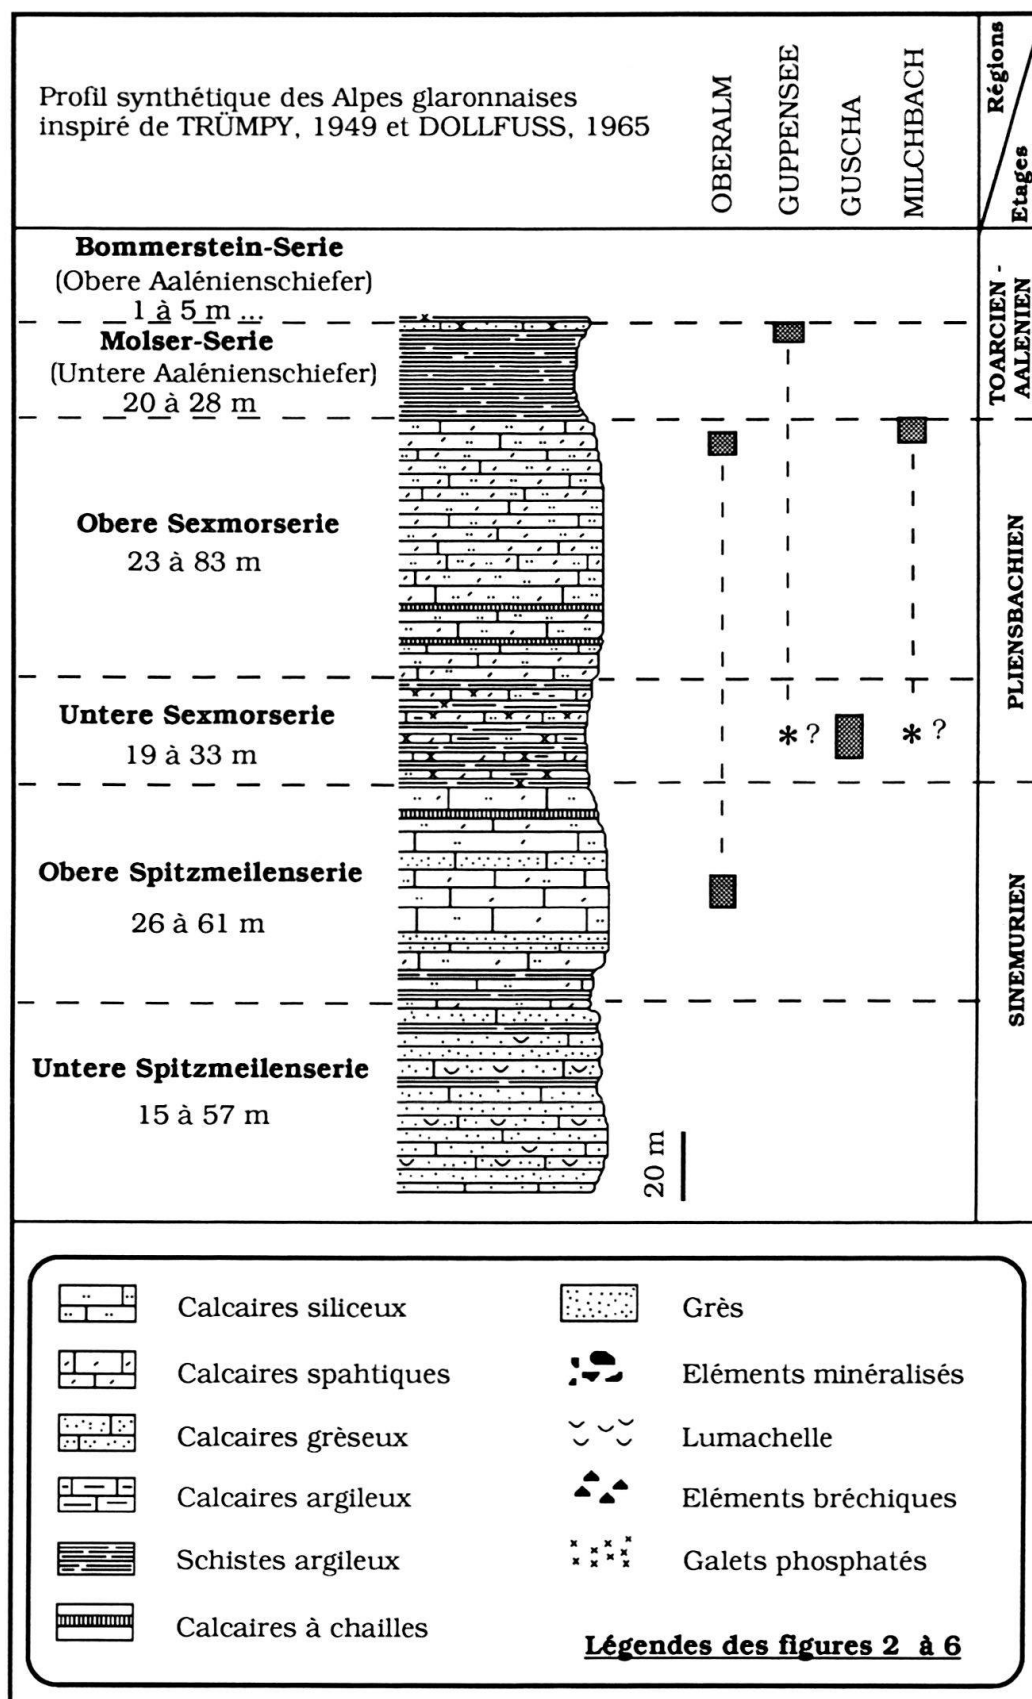 Profil synthétique des Alpes glaronnaises
inspiré de TRÜMPY, 1949 et DOLLFUSS, 1965
OBERALM
GUPPENSEE
GUSCHA
MILCHBACH
Régions
Etages
Bommerstein-Serie
(Obere Aalénienschiefer)
1 à 5 m ...
Molser-Serie
(Untere Aalénienschiefer)
20 à 28 m
TOARCIEN -
AALENIEN
Obere Sexmorserie
23 à 83 m
PLIENSBACHIEN
Untere Sexmorserie
19 à 33 m
* ?
* ?
Obere Spitzmeilenserie
26 à 61 m
SINEMURIEN
Untere Spitzmeilenserie
15 à 57 m
20 m
Calcaires siliceux
Calcaires spahtiques
Calcaires grèseux
Calcaires argileux
Schistes argileux
Calcaires à chailles
Grès
Eléments minéralisés
Lumachelle
Eléments bréchiques
Galets phosphatés
Légendes des figures 2 à 6